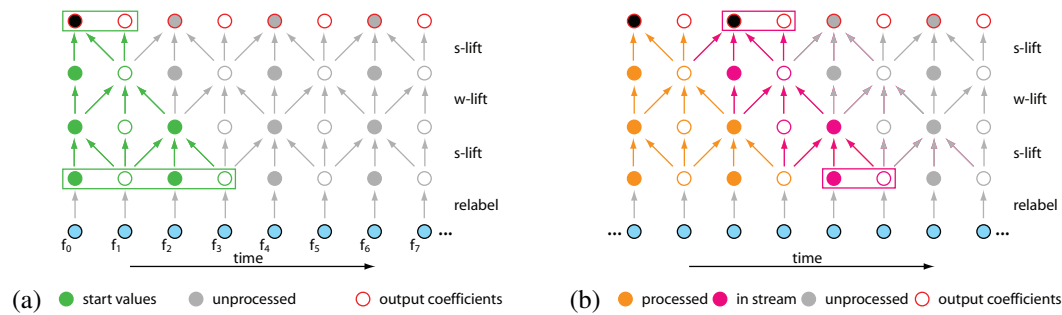 s-lift
w-lift
s-lift
relabel
f0 f1 f2 f3 f4 f5 f6 f7 ...
time
(a) start values unprocessed output coefficients
s-lift
w-lift
s-lift
relabel
... ...
time
(b) processed in stream unprocessed output coefficients